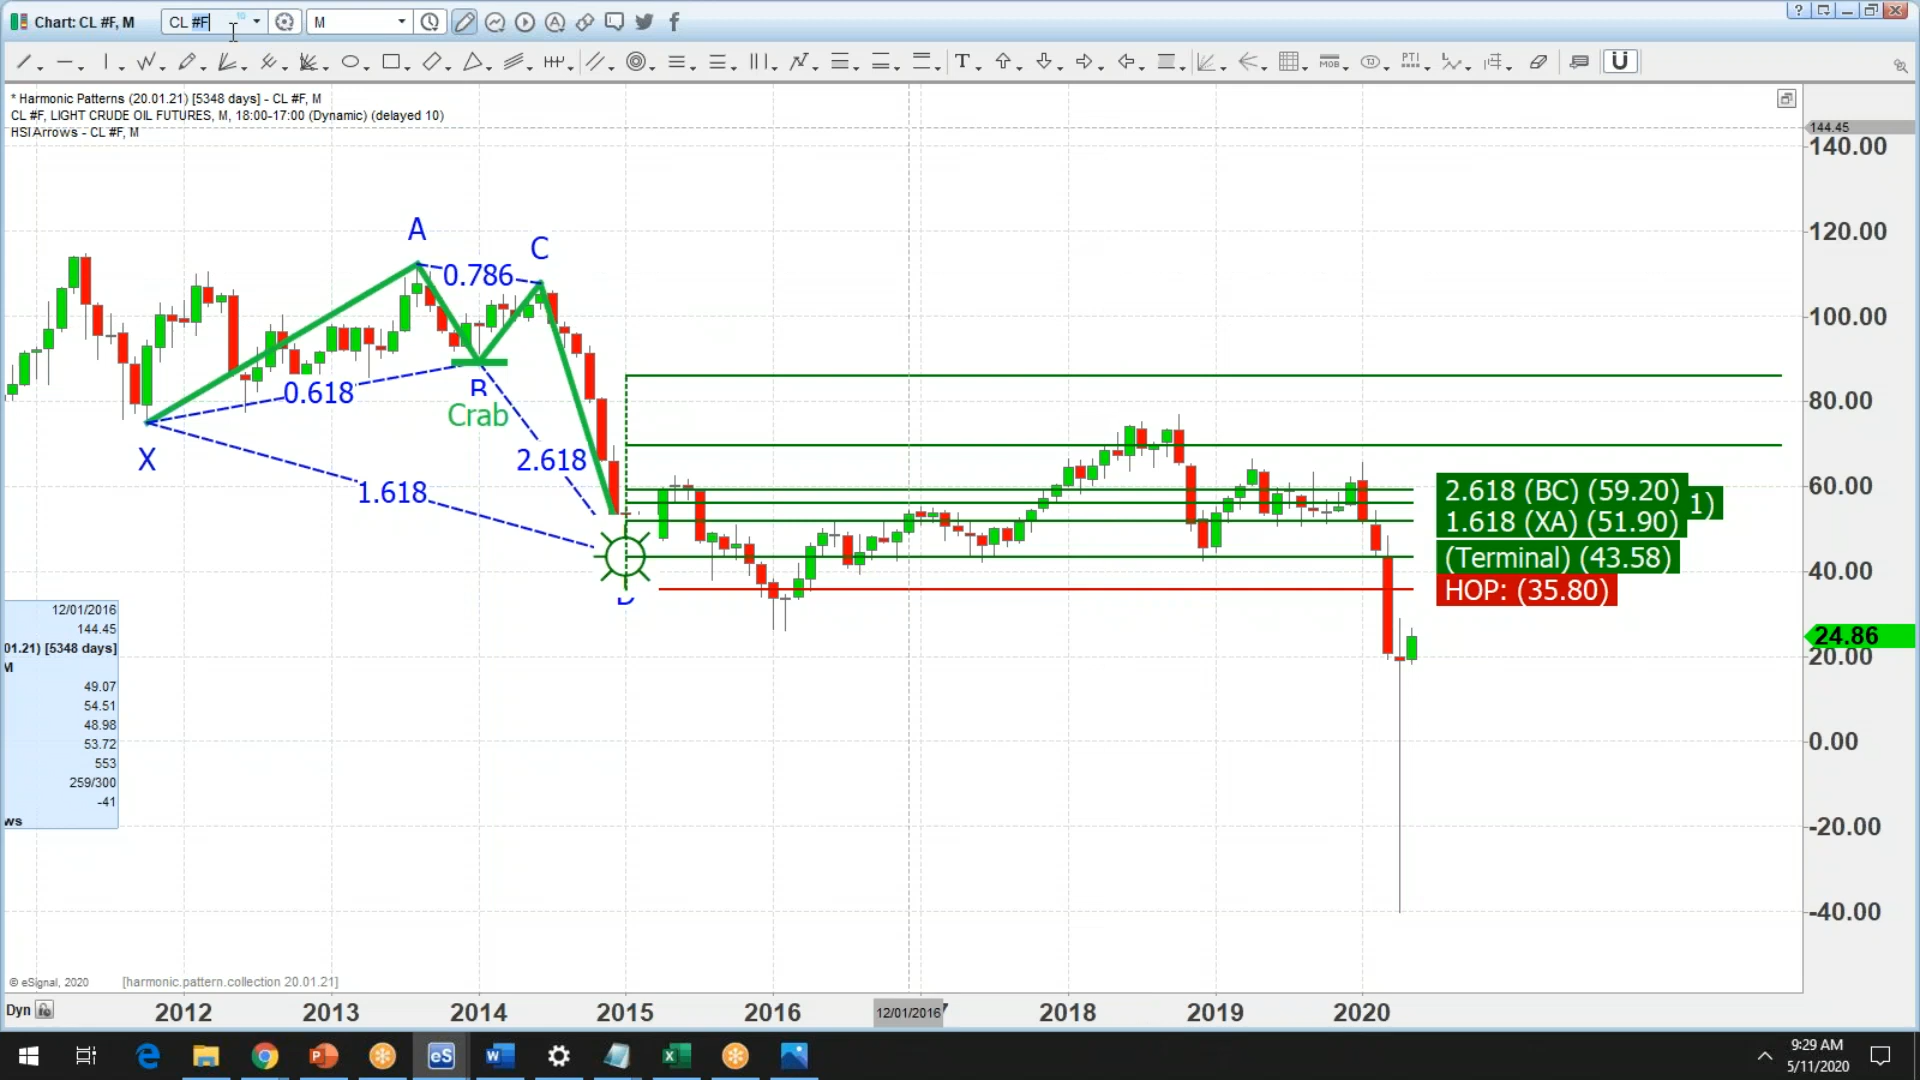 Chart: CL #F, M
CL #F
M
* Harmonic Patterns (20.01.21) [5348 days] - CL #F, M
CL #F, LIGHT CRUDE OIL FUTURES, M, 18:00-17:00 (Dynamic) (delayed 10)
HSI Arrows - CL #F, M
144.45
140.00
120.00
100.00
80.00
60.00
40.00
24.86
20.00
0.00
-20.00
-40.00
A
C
0.786
0.618
B
Crab
X
2.618
1.618
D
2.618 (BC) (59.20)
1)
1.618 (XA) (51.90)
(Terminal) (43.58)
HOP: (35.80)
12/01/2016
144.45
01.21) [5348 days]
M
49.07
54.51
48.98
53.72
553
259/300
-41
ws
© eSignal, 2020
[harmonic.pattern.collection 20.01.21]
Dyn
2012
2013
2014
2015
2016
12/01/2016
2018
2019
2020
9:29 AM
5/11/2020